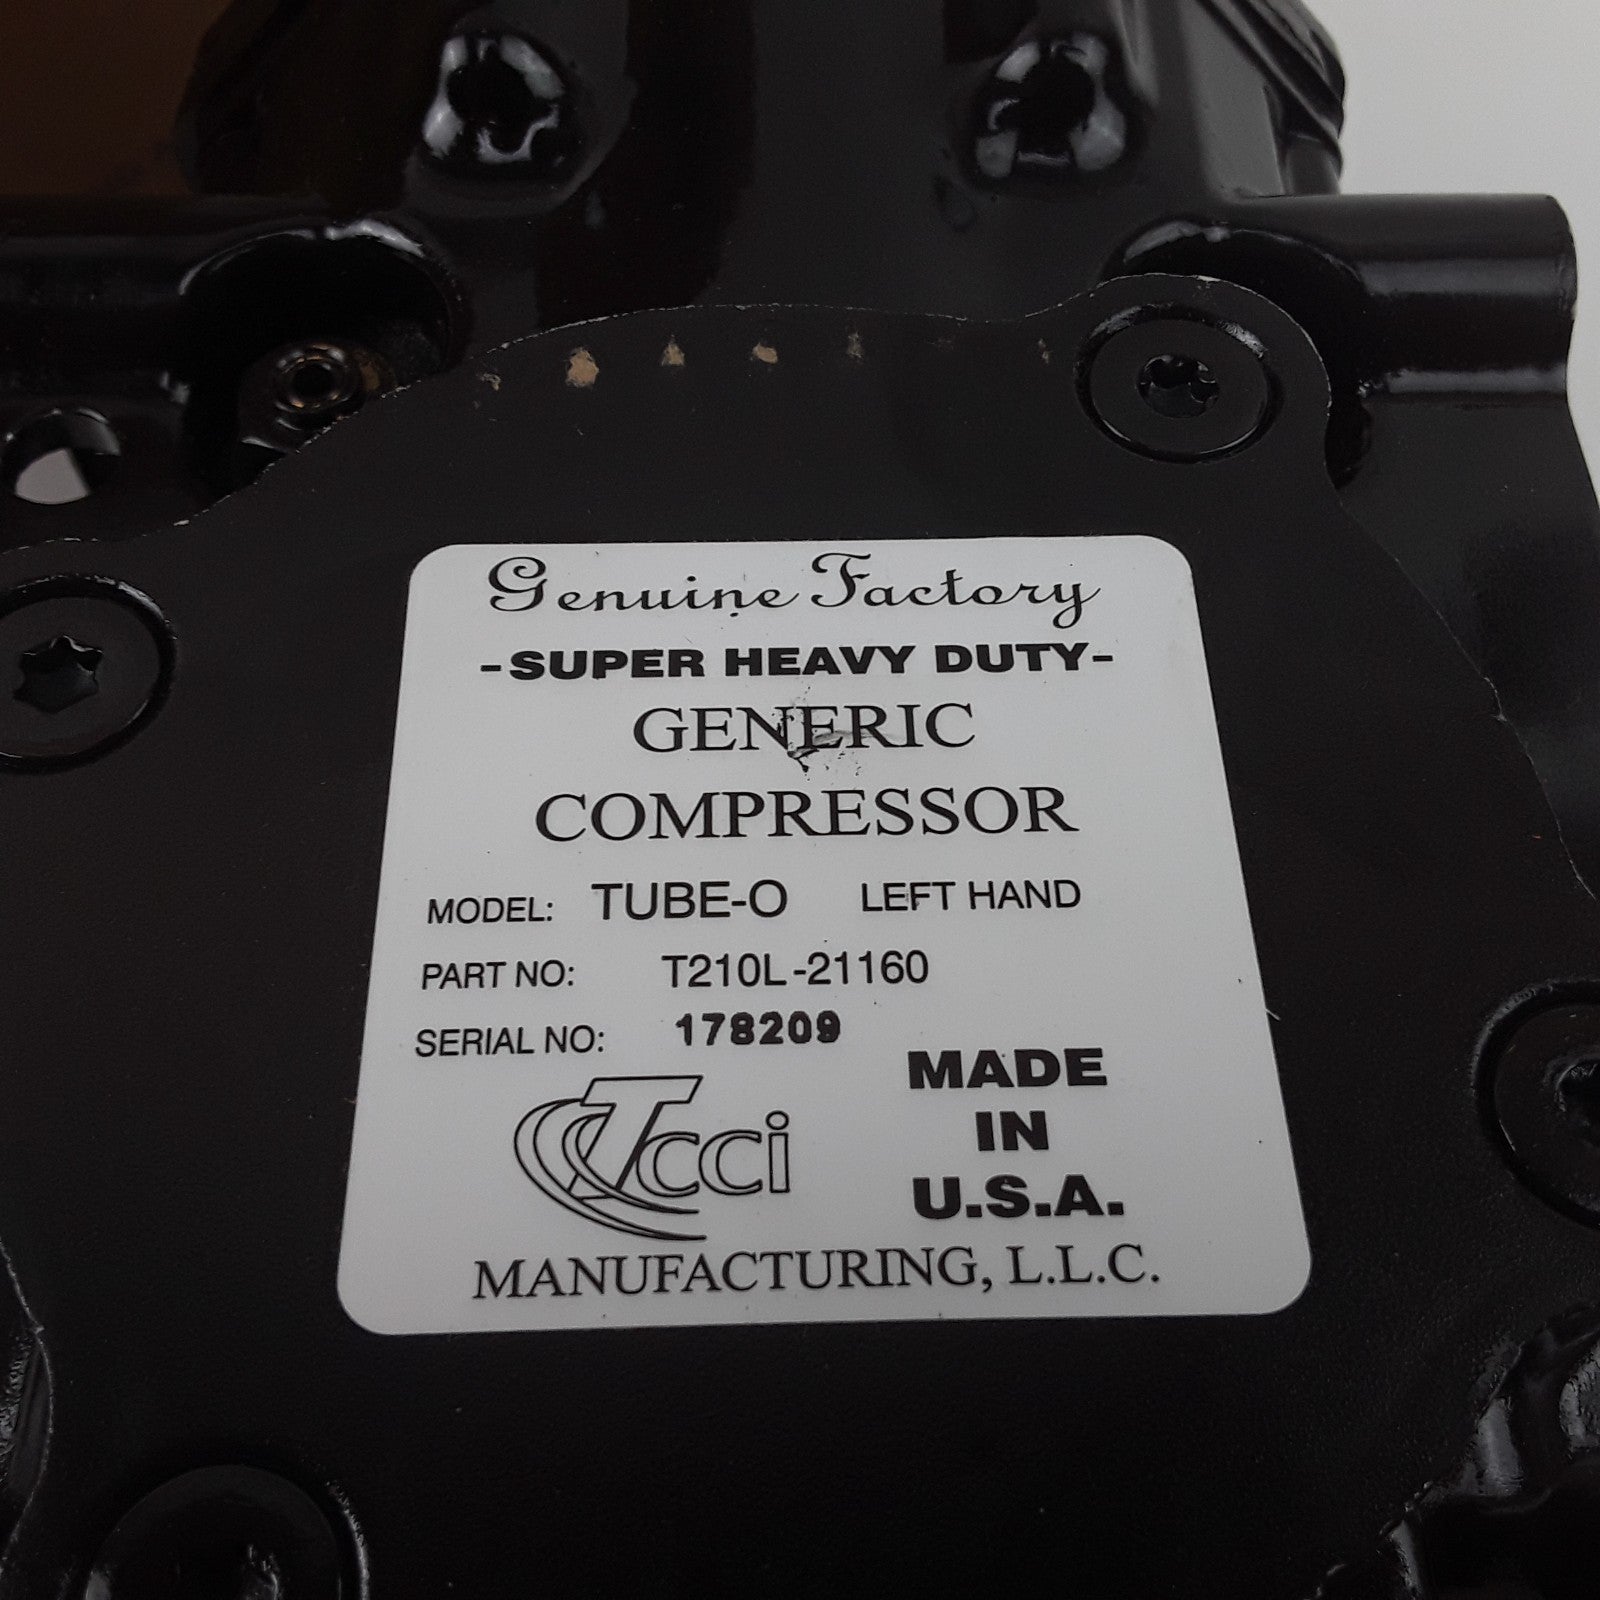 Genuine Factory
-SUPER HEAVY DUTY-
GENERIC
COMPRESSOR
MODEL: TUBE-O LEFT HAND
PART NO: T210L-21160
SERIAL NO: 178209
Tcci
MADE
IN
U.S.A.
MANUFACTURING, L.L.C.